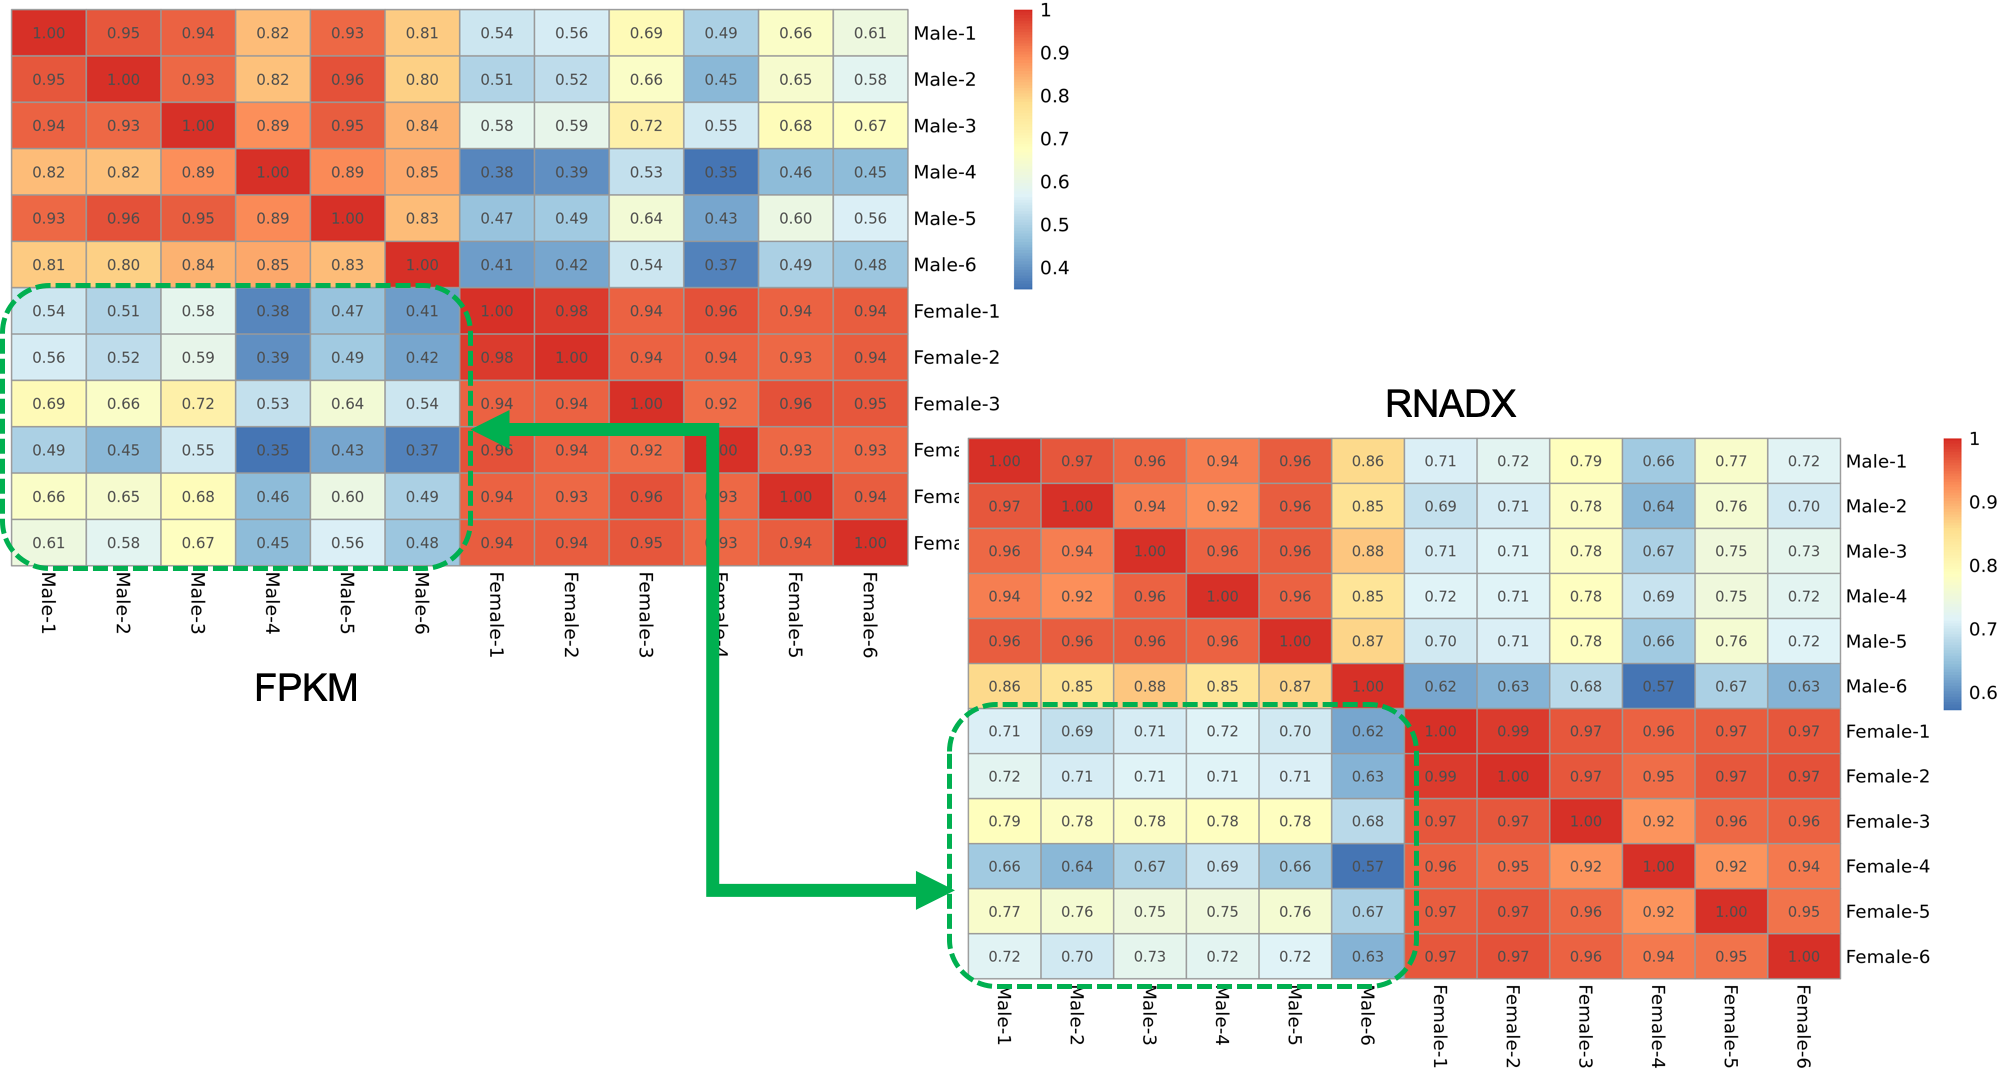 1.00 0.95 0.94 0.82 0.93 0.81 0.54 0.56 0.69 0.49 0.66 0.61 Male-1
0.95 1.00 0.93 0.82 0.96 0.80 0.51 0.52 0.66 0.45 0.65 0.58 Male-2
0.94 0.93 1.00 0.89 0.95 0.84 0.58 0.59 0.72 0.55 0.68 0.67 Male-3
0.82 0.82 0.89 1.00 0.89 0.85 0.38 0.39 0.53 0.35 0.46 0.45 Male-4
0.93 0.96 0.95 0.89 1.00 0.83 0.47 0.49 0.64 0.43 0.60 0.56 Male-5
0.81 0.80 0.84 0.85 0.83 1.00 0.41 0.42 0.54 0.37 0.49 0.48 Male-6
0.54 0.51 0.58 0.38 0.47 0.41 1.00 0.98 0.94 0.96 0.94 0.94 Female-1
0.56 0.52 0.59 0.39 0.49 0.42 0.98 1.00 0.94 0.94 0.93 0.94 Female-2
0.69 0.66 0.72 0.53 0.64 0.54 0.94 0.94 1.00 0.92 0.96 0.95 Female-3
0.49 0.45 0.55 0.35 0.43 0.37 0.96 0.94 0.92 0.93 0.93
0.66 0.65 0.68 0.46 0.60 0.49 0.94 0.93 0.96 0.93 1.00 0.94
0.61 0.58 0.67 0.45 0.56 0.48 0.94 0.94 0.95 0.93 0.94 1.00
Male-1 Male-2 Male-3 Male-4 Male-5 Male-6 Female-1 Female-2 Female-3 Female-4 Female-5 Female-6
1
0.9
0.8
0.7
0.6
0.5
0.4
FPKM
RNADX
1.00 0.97 0.96 0.94 0.96 0.86 0.71 0.72 0.79 0.66 0.77 0.72 Male-1
0.97 1.00 0.94 0.92 0.96 0.85 0.69 0.71 0.78 0.64 0.76 0.70 Male-2
0.96 0.94 1.00 0.96 0.96 0.88 0.71 0.71 0.78 0.67 0.75 0.73 Male-3
0.94 0.92 0.96 1.00 0.96 0.85 0.72 0.71 0.78 0.69 0.75 0.72 Male-4
0.96 0.96 0.96 0.96 1.00 0.87 0.70 0.71 0.78 0.66 0.76 0.72 Male-5
0.86 0.85 0.88 0.85 0.87 1.00 0.62 0.63 0.68 0.57 0.67 0.63 Male-6
0.71 0.69 0.71 0.72 0.70 0.62 1.00 0.99 0.97 0.96 0.97 0.97 Female-1
0.72 0.71 0.71 0.71 0.71 0.63 0.99 1.00 0.97 0.95 0.97 0.97 Female-2
0.79 0.78 0.78 0.78 0.78 0.68 0.97 0.97 1.00 0.92 0.96 0.96 Female-3
0.66 0.64 0.67 0.69 0.66 0.57 0.96 0.95 0.92 1.00 0.92 0.94 Female-4
0.77 0.76 0.75 0.75 0.76 0.67 0.97 0.97 0.96 0.92 1.00 0.95 Female-5
0.72 0.70 0.73 0.72 0.72 0.63 0.97 0.97 0.96 0.94 0.95 1.00 Female-6
Male-1 Male-2 Male-3 Male-4 Male-5 Male-6 Female-1 Female-2 Female-3 Female-4 Female-5 Female-6
1
0.9
0.8
0.7
0.6